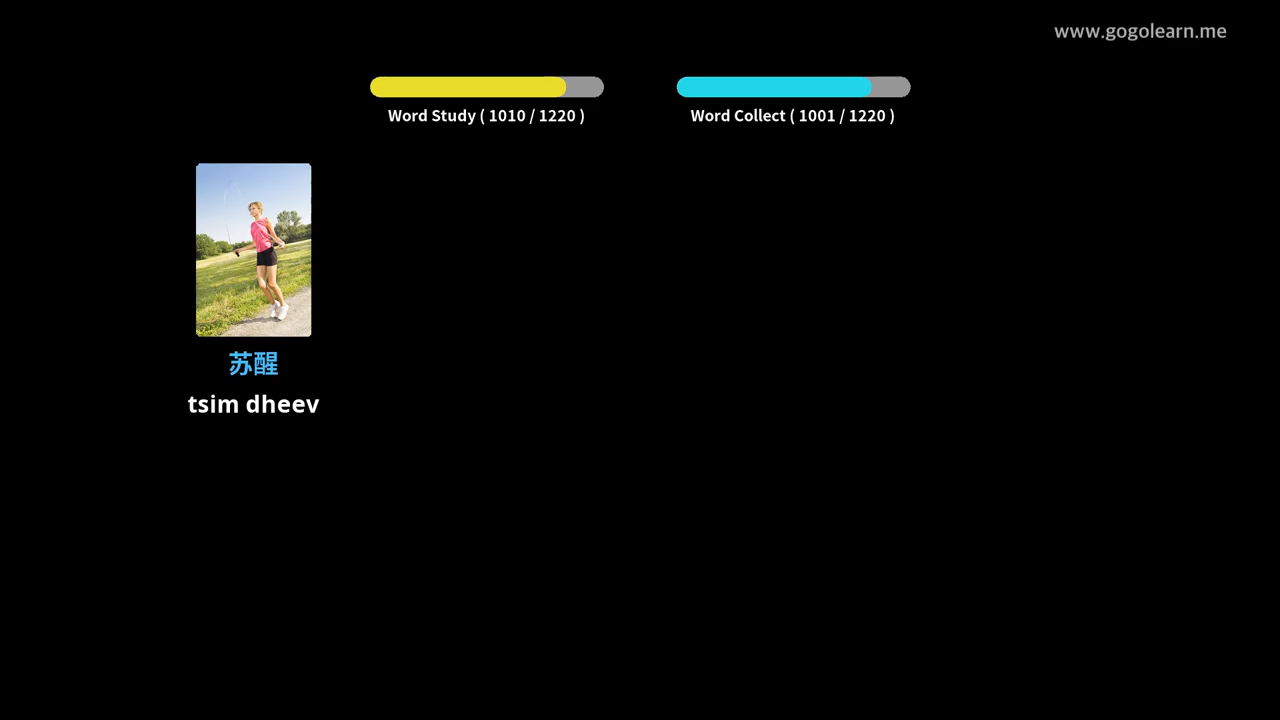 www.gogolearn.me
Word Study ( 1010 / 1220 )
Word Collect ( 1001 / 1220 )
苏醒
tsim dheev